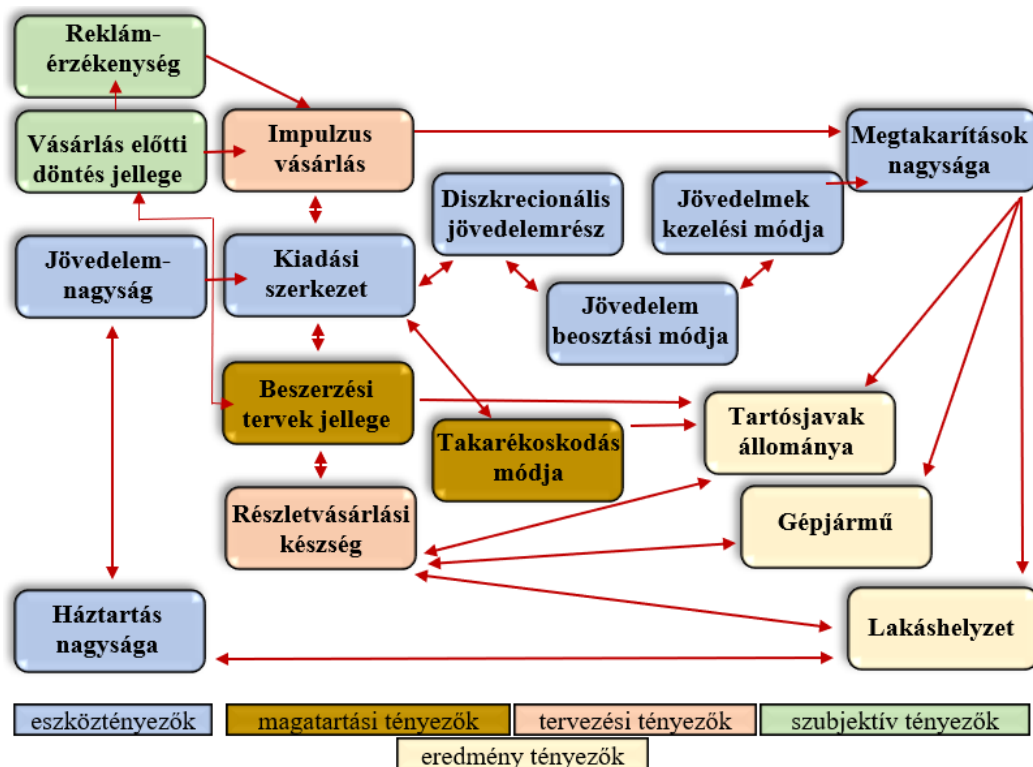 Reklám-
érzékenység
Vásárlás előtti
döntés jellege
Impulzus
vásárlás
Megtakarítások
nagysága
Diszkrecionális
jövedelemrész
Jövedelmek
kezelési módja
Jövedelem-
nagyság
Kiadási
szerkezet
Jövedelem
beosztási módja
Beszerzési
tervek jellege
Takarékoskodás
módja
Tartósjavak
állománya
Részletvásárlási
készség
Gépjármű
Háztartás
nagysága
Lakáshelyzet
eszköztényezők
magatartási tényezők
tervezési tényezők
szubjektív tényezők
eredmény tényezők